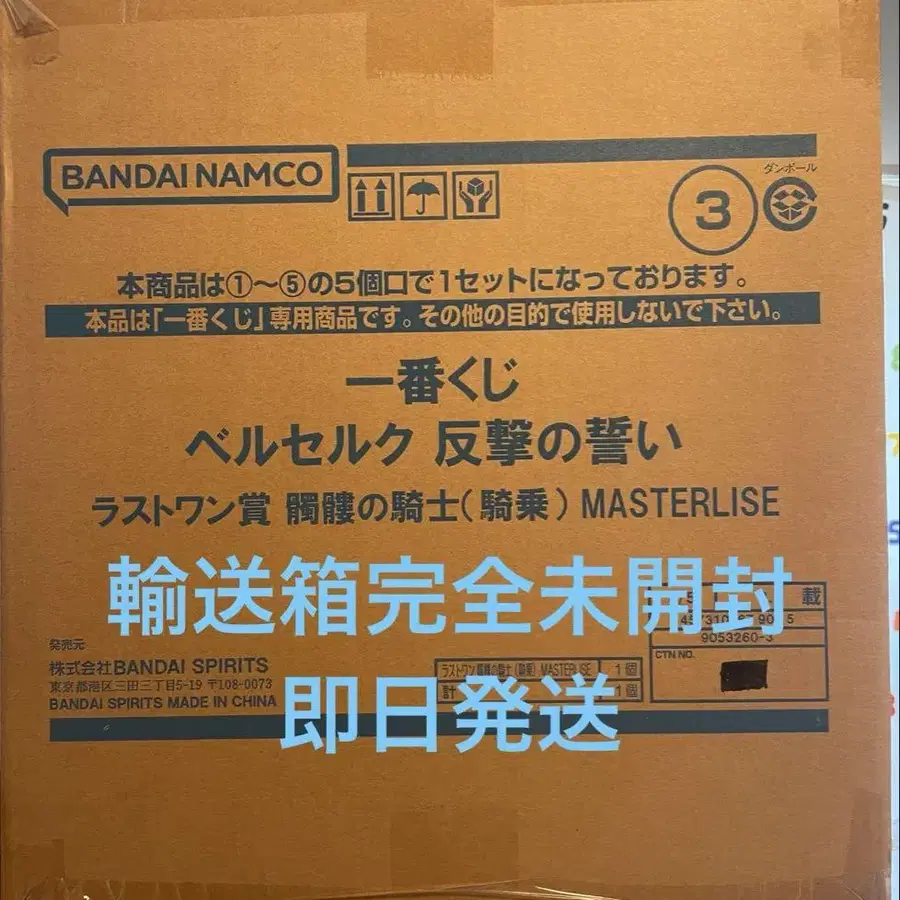 BANDAI NAMCO
ダンボール
3
本商品は①〜⑤の5個口で1セットになっております。
本品は「一番くじ」専用商品です。その他の目的で使用しないで下さい。
一番くじ
ベルセルク 反撃の誓い
ラストワン賞 髑髏の騎士(騎乗) MASTERLISE
輸送箱完全未開封
載
9053260-3
CTN NO.
発売元
株式会社BANDAI SPIRITS
東京都港区三田三丁目5-19 〒108-0073
BANDAI SPIRITS MADE IN CHINA
ラストワン賞 髑髏の騎士(騎乗) MASTERLISE 1個
計 1個
即日発送